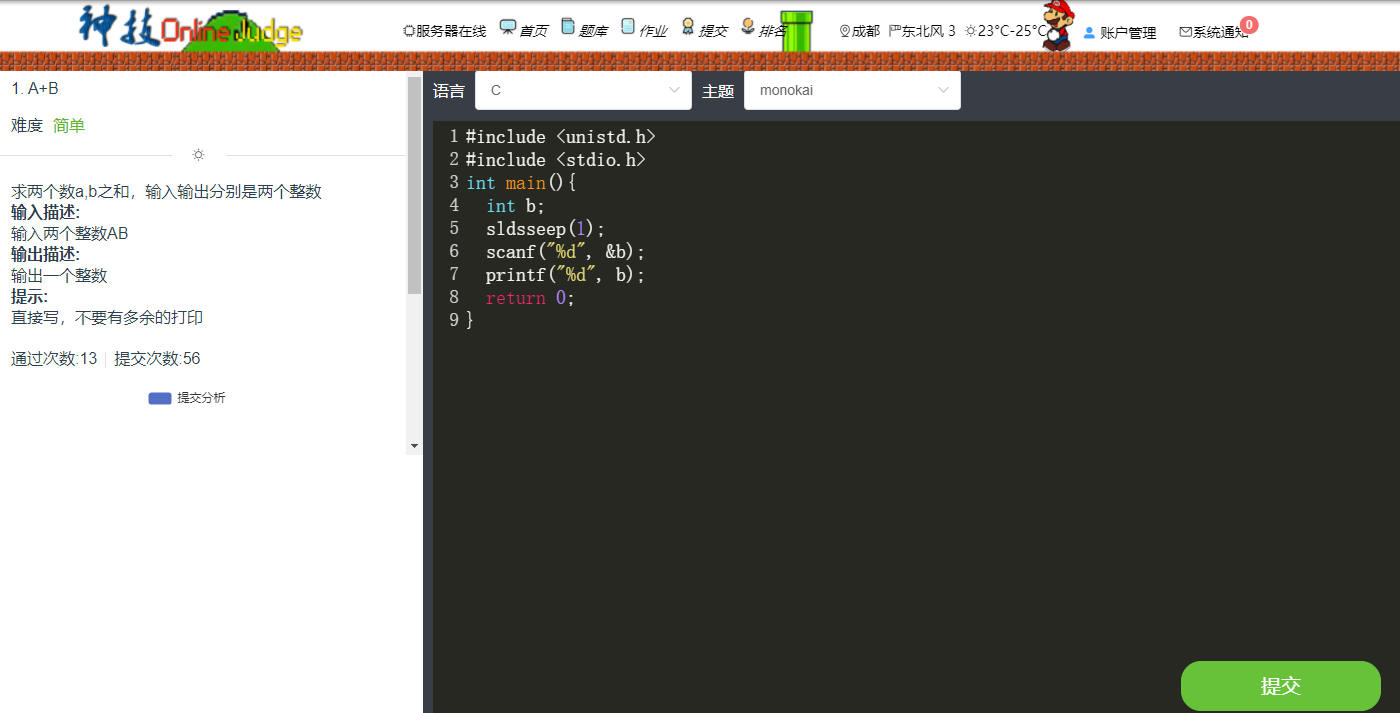 神技OnlineJudge
服务器在线 首页 题库 作业 提交 排名 成都 东北风 3 23°C-25°C 账户管理 系统通知 0
1. A+B
难度 简单
求两个数a,b之和，输入输出分别是两个整数
输入描述:
输入两个整数AB
输出描述:
输出一个整数
提示:
直接写，不要有多余的打印
通过次数:13 提交次数:56
提交分析
语言 C 主题 monokai
1 #include <unistd.h>
2 #include <stdio.h>
3 int main(){
4 int b;
5 sldsseep(1);
6 scanf("%d", &b);
7 printf("%d", b);
8 return 0;
9 }
提交